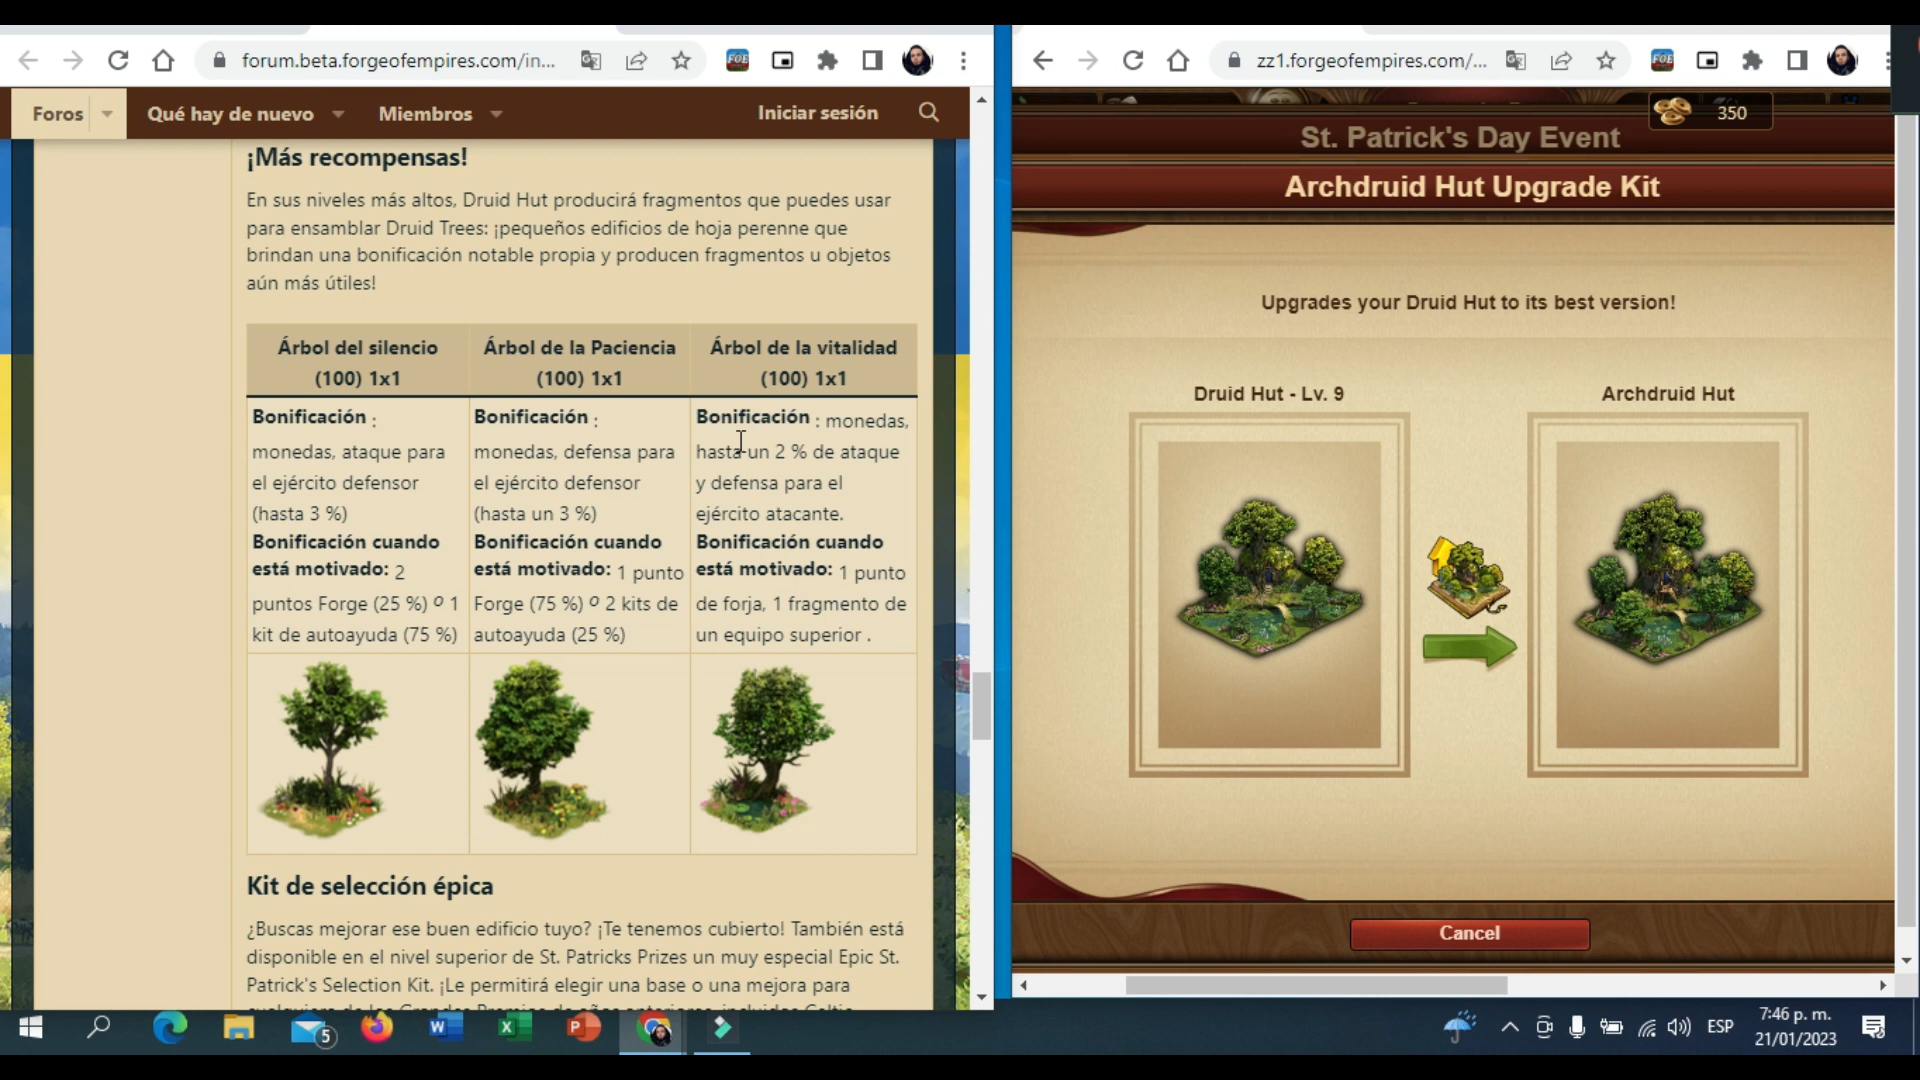 forum.beta.forgeofempires.com/in...
Foros
Qué hay de nuevo
Miembros
Iniciar sesión
¡Más recompensas!
En sus niveles más altos, Druid Hut producirá fragmentos que puedes usar
para ensamblar Druid Trees: ¡pequeños edificios de hoja perenne que
brindan una bonificación notable propia y producen fragmentos u objetos
aún más útiles!
Árbol del silencio
(100) 1x1
Árbol de la Paciencia
(100) 1x1
Árbol de la vitalidad
(100) 1x1
Bonificación :
monedas, ataque para
el ejército defensor
(hasta 3 %)
Bonificación cuando
está motivado: 2
puntos Forge (25 %) o 1
kit de autoayuda (75 %)
Bonificación :
monedas, defensa para
el ejército defensor
(hasta un 3 %)
Bonificación cuando
está motivado: 1 punto
Forge (75 %) o 2 kits de
autoayuda (25 %)
Bonificación : monedas,
hasta un 2 % de ataque
y defensa para el
ejército atacante.
Bonificación cuando
está motivado: 1 punto
de forja, 1 fragmento de
un equipo superior .
Kit de selección épica
¿Buscas mejorar ese buen edificio tuyo? ¡Te tenemos cubierto! También está
disponible en el nivel superior de St. Patricks Prizes un muy especial Epic St.
Patrick's Selection Kit. ¡Le permitirá elegir una base o una mejora para
zz1.forgeofempires.com/...
350
St. Patrick's Day Event
Archdruid Hut Upgrade Kit
Upgrades your Druid Hut to its best version!
Druid Hut - Lv. 9
Archdruid Hut
Cancel
5
ESP
7:46 p. m.
21/01/2023